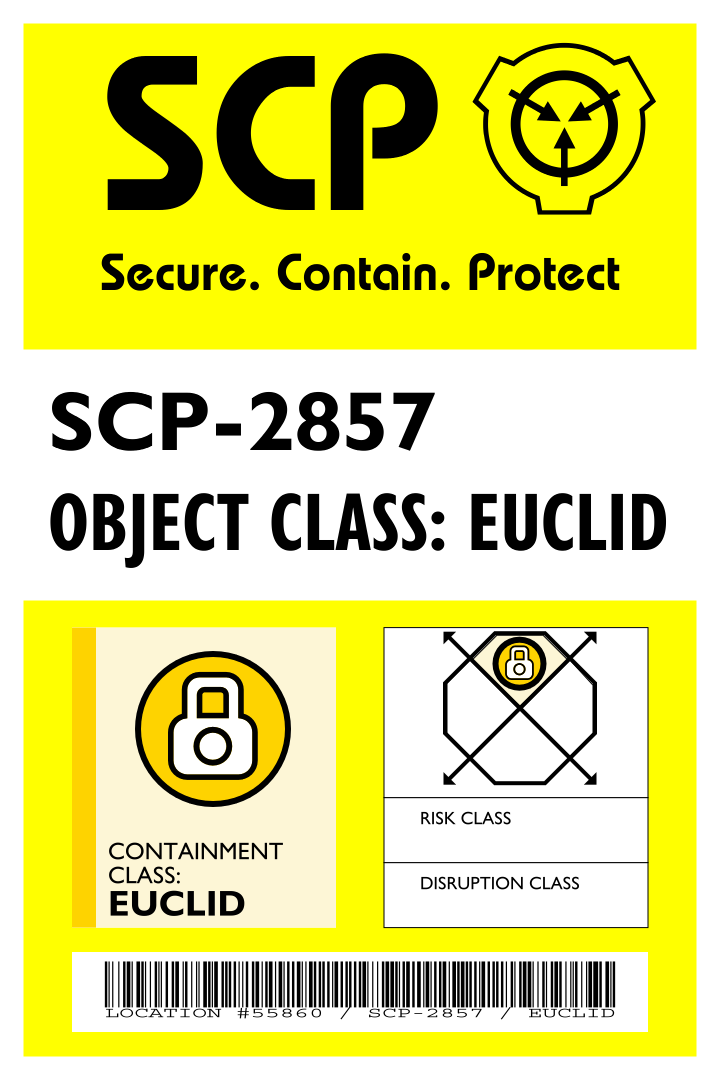 SCP
Secure. Contain. Protect
SCP-2857
OBJECT CLASS: EUCLID
CONTAINMENT
CLASS:
EUCLID
RISK CLASS
DISRUPTION CLASS
LOCATION #55860 / SCP-2857 / EUCLID